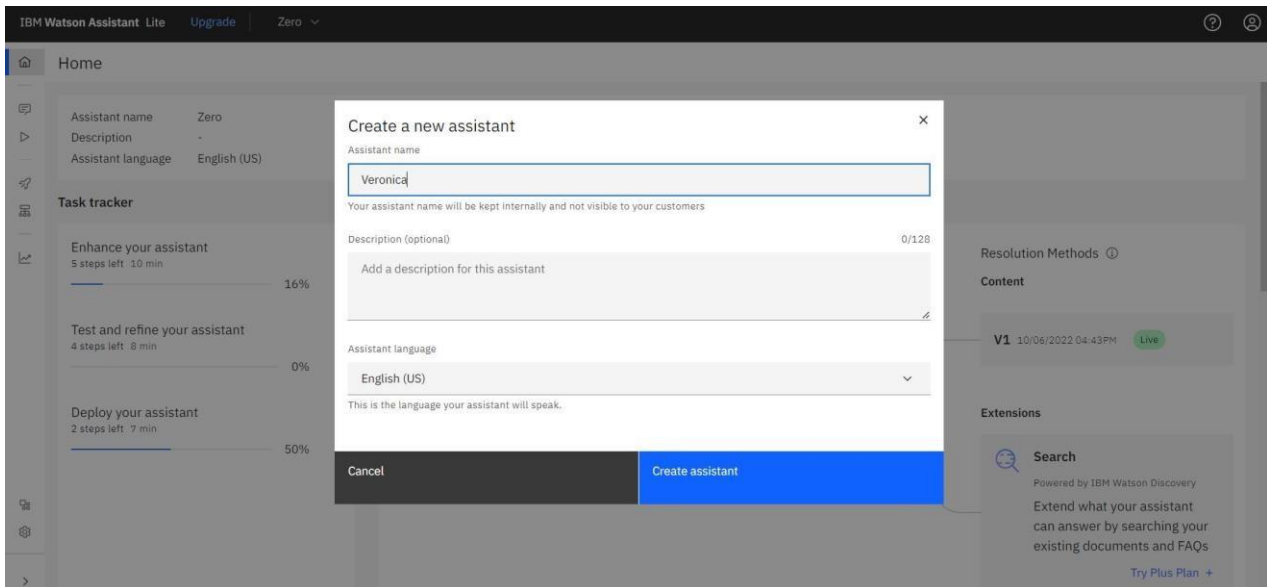 IBM Watson Assistant Lite Upgrade Zero
Home
Assistant name Zero
Description -
Assistant language English (US)
Task tracker
Enhance your assistant
5 steps left 10 min
16%
Test and refine your assistant
4 steps left 8 min
0%
Deploy your assistant
2 steps left 7 min
50%
Create a new assistant
Assistant name
Veronica
Your assistant name will be kept internally and not visible to your customers
Description (optional) 0/128
Add a description for this assistant
Assistant language
English (US)
This is the language your assistant will speak.
Cancel Create assistant
Resolution Methods
Content
V1 10/06/2022 04:43PM Live
Extensions
Search
Powered by IBM Watson Discovery
Extend what your assistant
can answer by searching your
existing documents and FAQs
Try Plus Plan +